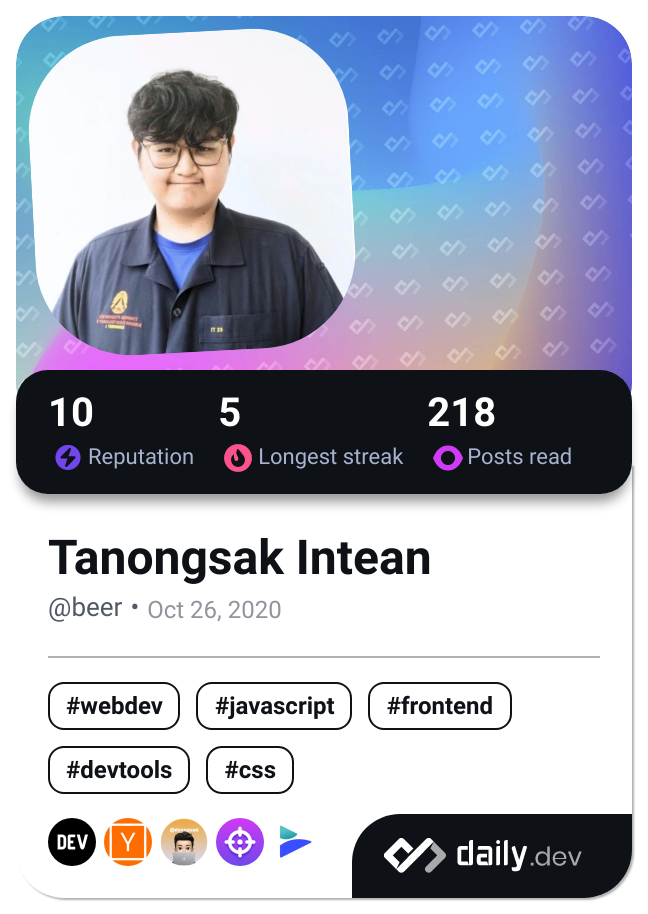 10 5 218
Reputation Longest streak Posts read
Tanongsak Intean
@beer • Oct 26, 2020
#webdev #javascript #frontend
#devtools #css
DEV Y
daily.dev